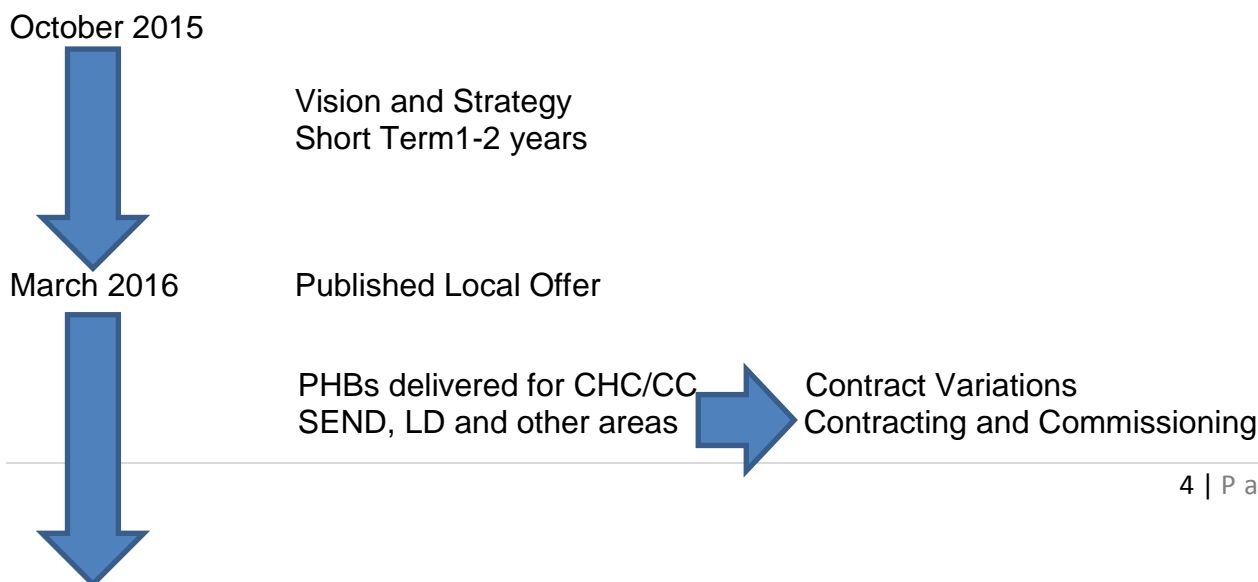 October 2015
Vision and Strategy
Short Term1-2 years
March 2016 Published Local Offer
PHBs delivered for CHC/CC Contract Variations
SEND, LD and other areas Contracting and Commissioning
4 | P a